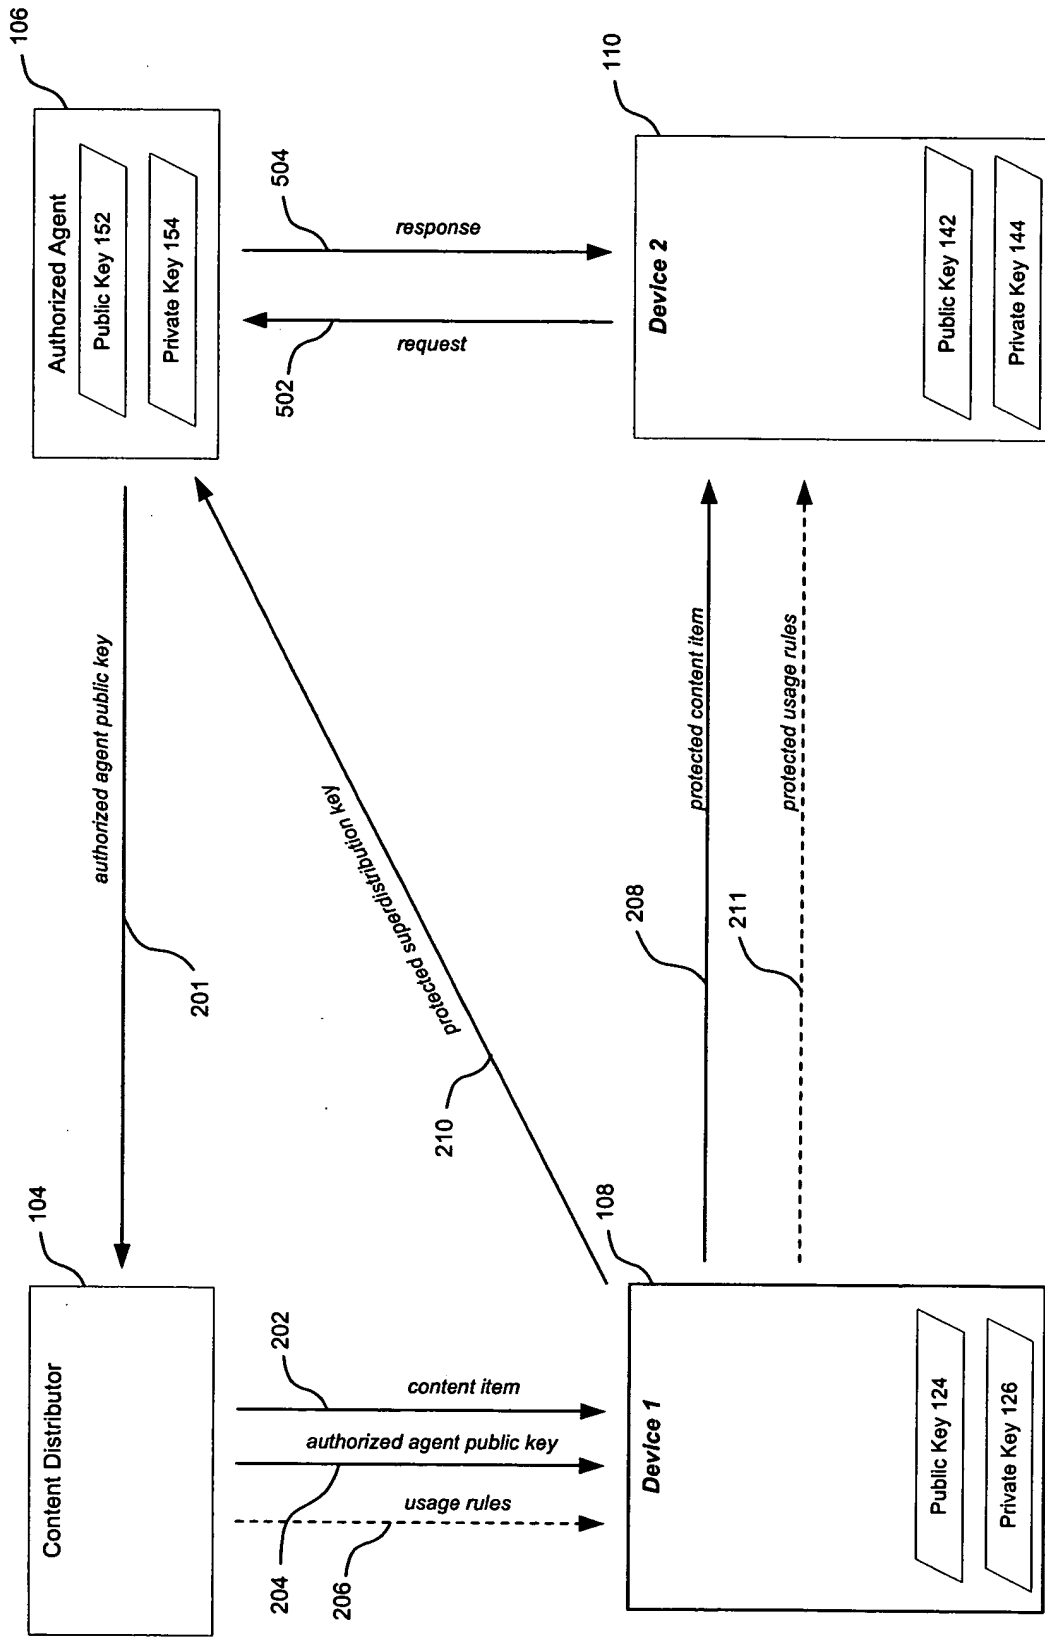 Content Distributor
104
authorized agent public key
201
Authorized Agent
106
Public Key 152
Private Key 154
202
content item
authorized agent public key
204
usage rules
206
210
protected superdistribution key
504
response
502
request
Device 1
108
Public Key 124
Private Key 126
208
protected content item
211
protected usage rules
Device 2
110
Public Key 142
Private Key 144